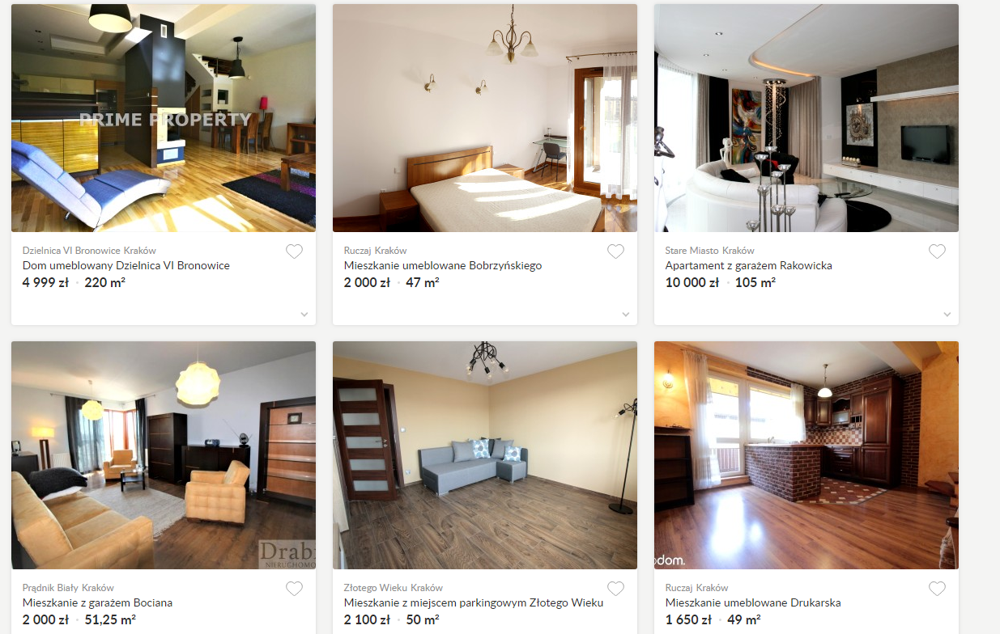 PRIME PROPERTY
Dzielnica VI Bronowice Kraków
Dom umeblowany Dzielnica VI Bronowice
4 999 zł · 220 m²
Ruczaj Kraków
Mieszkanie umeblowane Bobrzyńskiego
2 000 zł · 47 m²
Stare Miasto Kraków
Apartament z garażem Rakowicka
10 000 zł · 105 m²
Drab
NIERUCHOMO
odom.
Prądnik Biały Kraków
Mieszkanie z garażem Bociana
2 000 zł · 51,25 m²
Złotego Wieku Kraków
Mieszkanie z miejscem parkingowym Złotego Wieku
2 100 zł · 50 m²
Ruczaj Kraków
Mieszkanie umeblowane Drukarska
1 650 zł · 49 m²